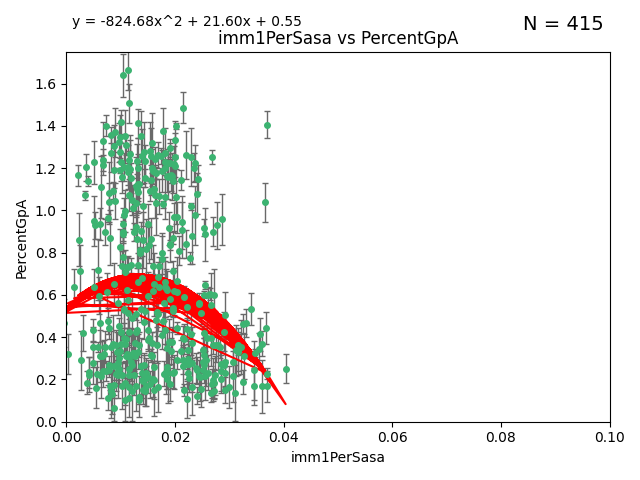 y = -824.68x^2 + 21.60x + 0.55
N = 415
imm1PerSasa vs PercentGpA
PercentGpA
1.6
1.4
1.2
1.0
0.8
0.6
0.4
0.2
0.0
0.00 0.02 0.04 0.06 0.08 0.10
imm1PerSasa